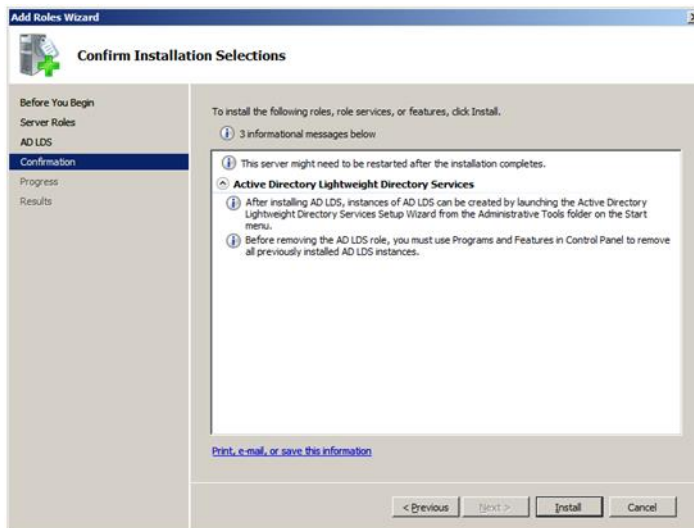 Add Roles Wizard
Confirm Installation Selections
Before You Begin
Server Roles
AD LDS
Confirmation
Progress
Results
To install the following roles, role services, or features, click Install.
3 informational messages below
This server might need to be restarted after the installation completes.
Active Directory Lightweight Directory Services
After installing AD LDS, instances of AD LDS can be created by launching the Active Directory
Lightweight Directory Services Setup Wizard from the Administrative Tools folder on the Start
menu.
Before removing the AD LDS role, you must use Programs and Features in Control Panel to remove
all previously installed AD LDS instances.
Print, e-mail, or save this information
< Previous
Next >
Install
Cancel